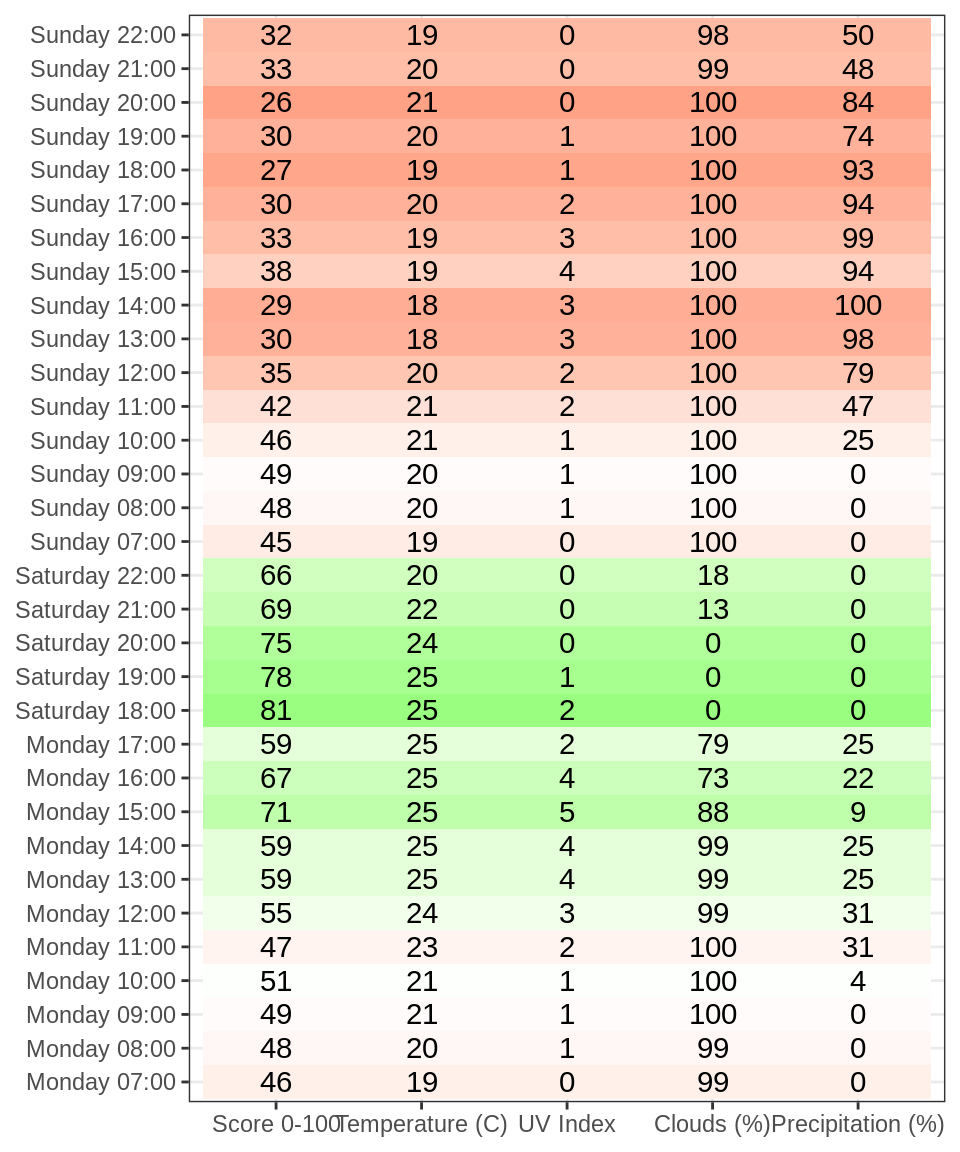 Sunday 22:00 32 19 0 98 50
Sunday 21:00 33 20 0 99 48
Sunday 20:00 26 21 0 100 84
Sunday 19:00 30 20 1 100 74
Sunday 18:00 27 19 1 100 93
Sunday 17:00 30 20 2 100 94
Sunday 16:00 33 19 3 100 99
Sunday 15:00 38 19 4 100 94
Sunday 14:00 29 18 3 100 100
Sunday 13:00 30 18 3 100 98
Sunday 12:00 35 20 2 100 79
Sunday 11:00 42 21 2 100 47
Sunday 10:00 46 21 1 100 25
Sunday 09:00 49 20 1 100 0
Sunday 08:00 48 20 1 100 0
Sunday 07:00 45 19 0 100 0
Saturday 22:00 66 20 0 18 0
Saturday 21:00 69 22 0 13 0
Saturday 20:00 75 24 0 0 0
Saturday 19:00 78 25 1 0 0
Saturday 18:00 81 25 2 0 0
Monday 17:00 59 25 2 79 25
Monday 16:00 67 25 4 73 22
Monday 15:00 71 25 5 88 9
Monday 14:00 59 25 4 99 25
Monday 13:00 59 25 4 99 25
Monday 12:00 55 24 3 99 31
Monday 11:00 47 23 2 100 31
Monday 10:00 51 21 1 100 4
Monday 09:00 49 21 1 100 0
Monday 08:00 48 20 1 99 0
Monday 07:00 46 19 0 99 0
Score 0-100 Temperature (C) UV Index Clouds (%) Precipitation (%)